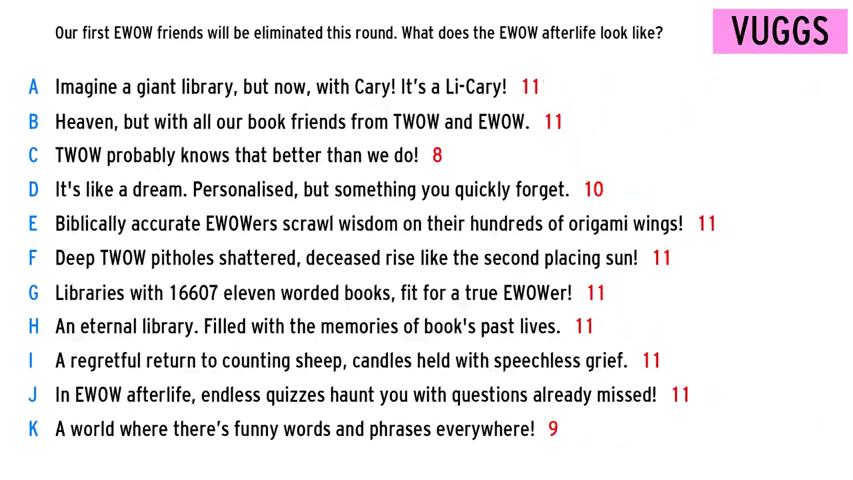 Our first EWOW friends will be eliminated this round. What does the EWOW afterlife look like?
VUGGS
A Imagine a giant library, but now, with Cary! It's a Li-Cary! 11
B Heaven, but with all our book friends from TWOW and EWOW. 11
C TWOW probably knows that better than we do! 8
D It's like a dream. Personalised, but something you quickly forget. 10
E Biblically accurate EWOWers scrawl wisdom on their hundreds of origami wings! 11
F Deep TWOW pitholes shattered, deceased rise like the second placing sun! 11
G Libraries with 16607 eleven worded books, fit for a true EWOWer! 11
H An eternal library. Filled with the memories of book's past lives. 11
I A regretful return to counting sheep, candles held with speechless grief. 11
J In EWOW afterlife, endless quizzes haunt you with questions already missed! 11
K A world where there's funny words and phrases everywhere! 9